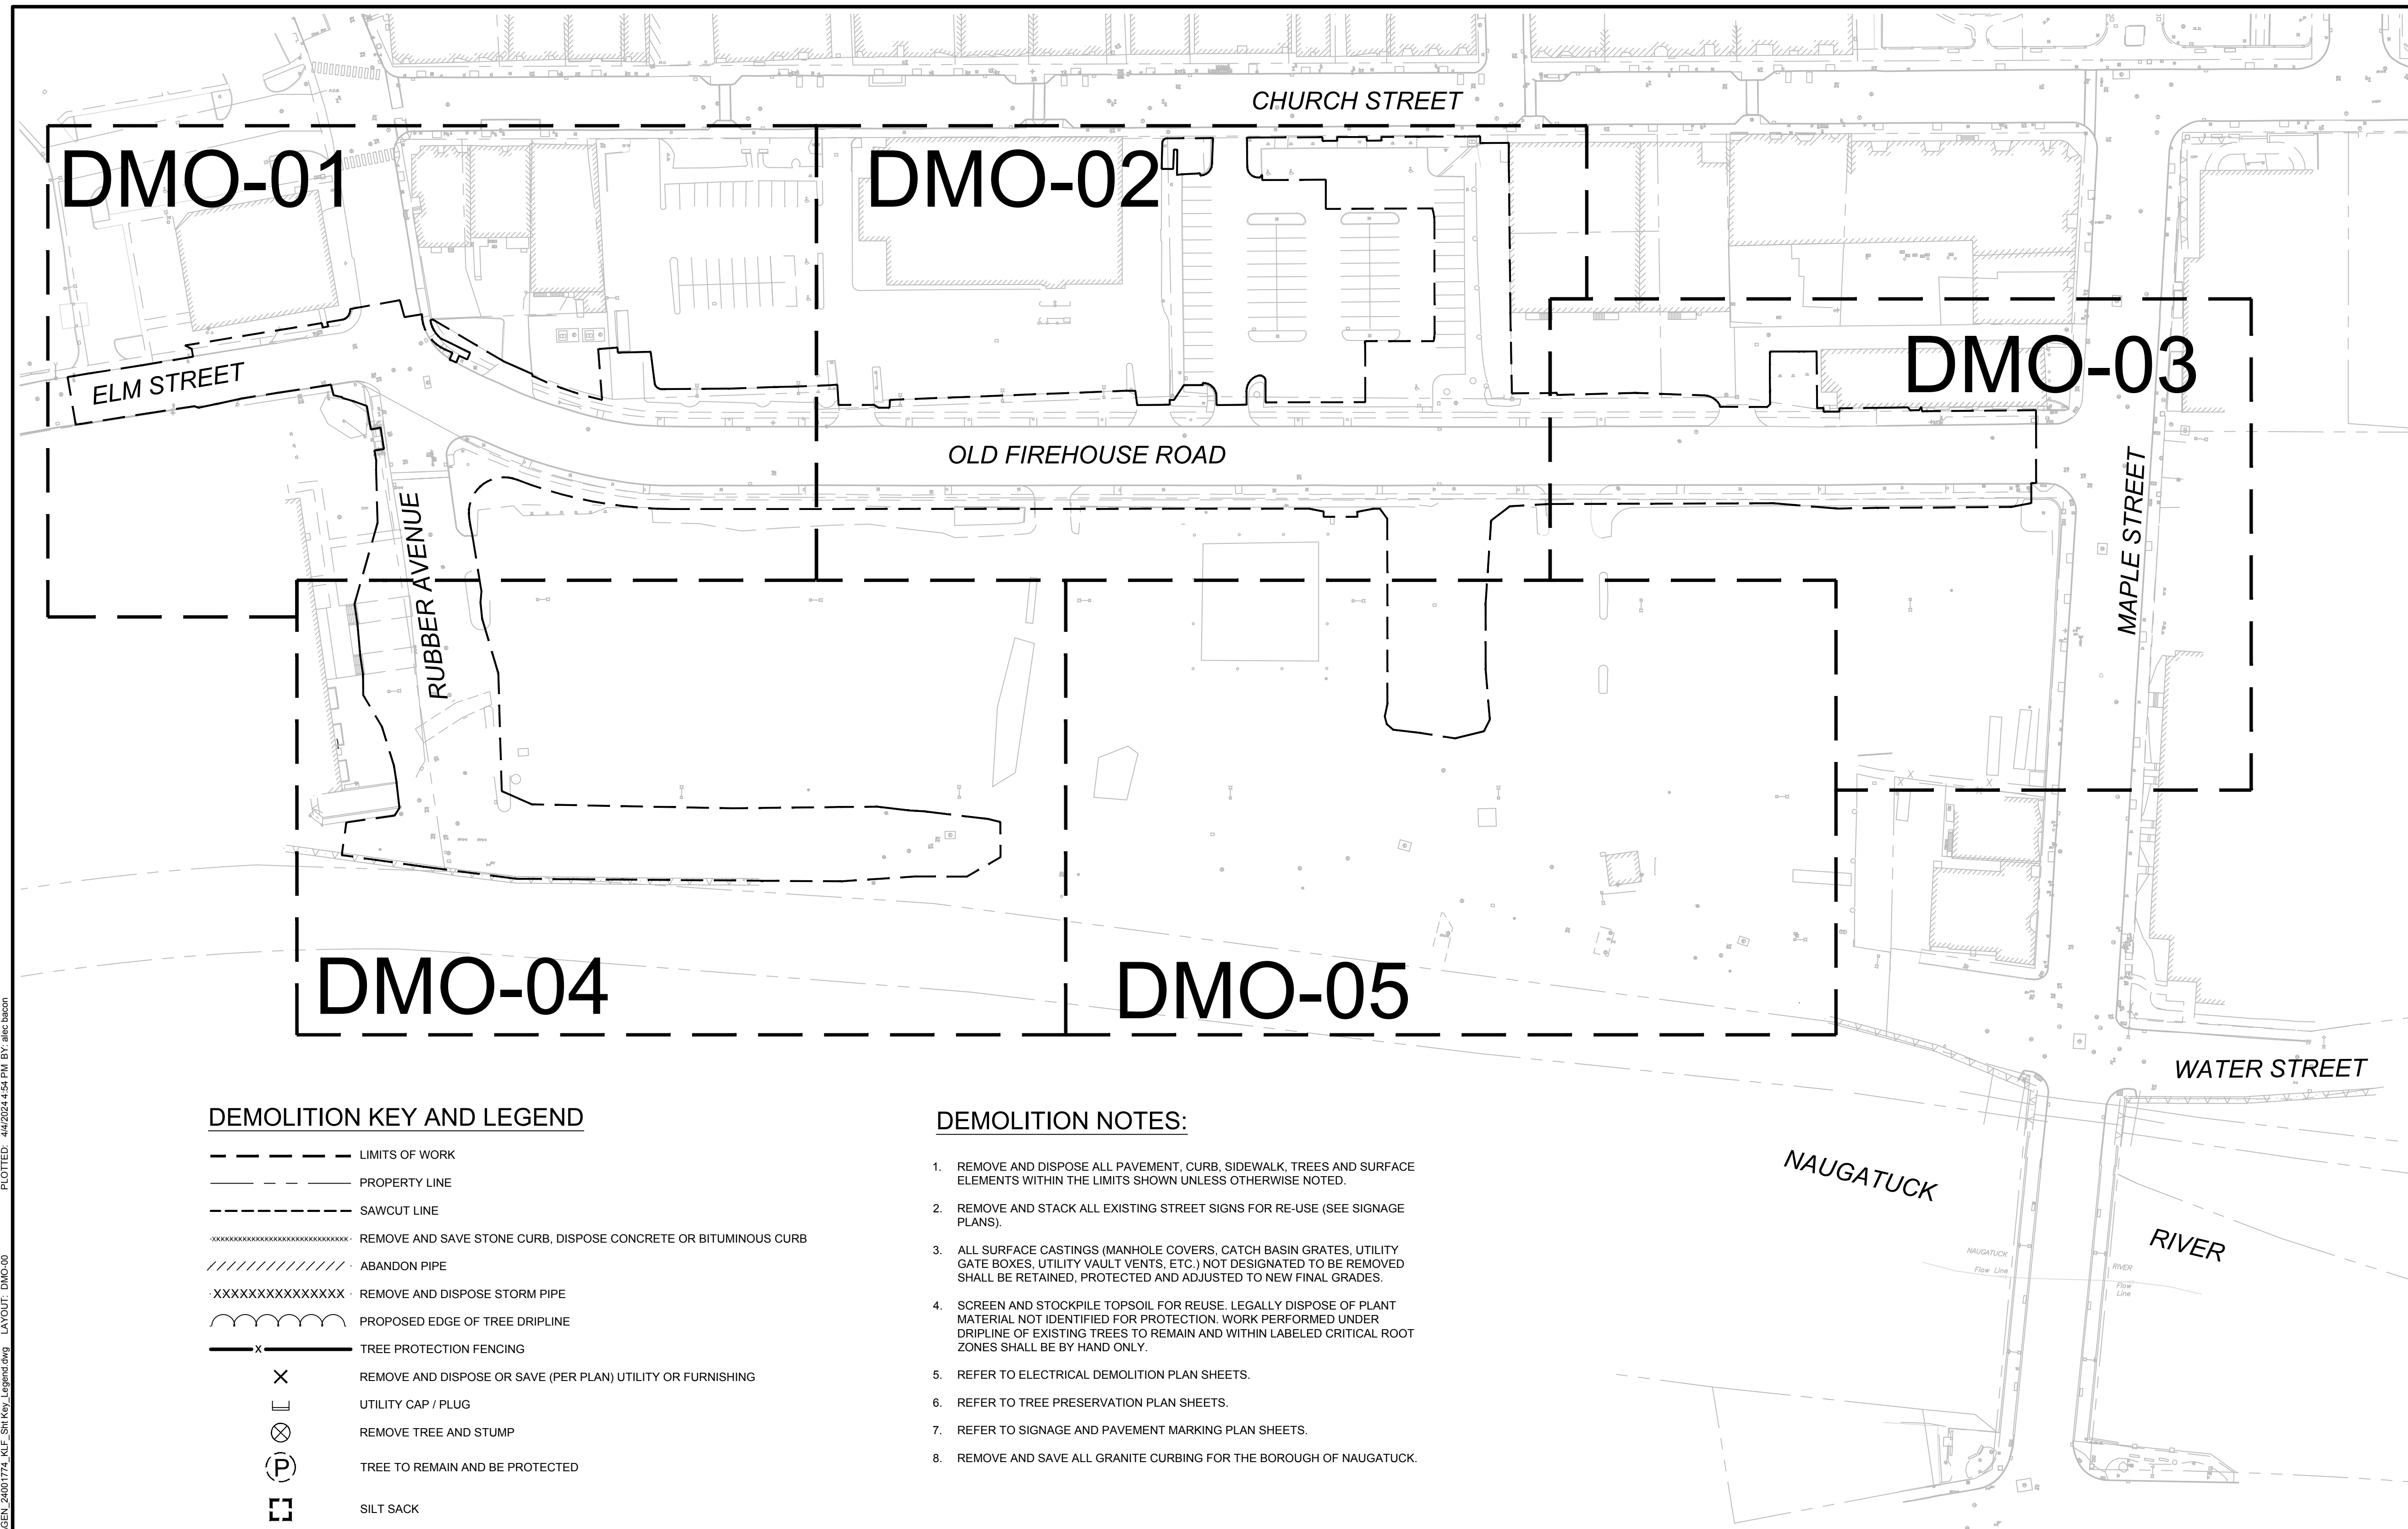 CHURCH STREET
DMO-01
DMO-02
DMO-03
ELM STREET
OLD FIREHOUSE ROAD
RUBBER AVENUE
MAPLE STREET
DMO-04
DMO-05
WATER STREET
NAUGATUCK
RIVER
NAUGATUCK
Flow Line
RIVER
Flow
Line
DEMOLITION KEY AND LEGEND
LIMITS OF WORK
PROPERTY LINE
SAWCUT LINE
REMOVE AND SAVE STONE CURB, DISPOSE CONCRETE OR BITUMINOUS CURB
ABANDON PIPE
XXXXXXXXXXXXXXX REMOVE AND DISPOSE STORM PIPE
PROPOSED EDGE OF TREE DRIPLINE
X TREE PROTECTION FENCING
REMOVE AND DISPOSE OR SAVE (PER PLAN) UTILITY OR FURNISHING
UTILITY CAP / PLUG
REMOVE TREE AND STUMP
P TREE TO REMAIN AND BE PROTECTED
SILT SACK
DEMOLITION NOTES:
1. REMOVE AND DISPOSE ALL PAVEMENT, CURB, SIDEWALK, TREES AND SURFACE
ELEMENTS WITHIN THE LIMITS SHOWN UNLESS OTHERWISE NOTED.
2. REMOVE AND STACK ALL EXISTING STREET SIGNS FOR RE-USE (SEE SIGNAGE
PLANS).
3. ALL SURFACE CASTINGS (MANHOLE COVERS, CATCH BASIN GRATES, UTILITY
GATE BOXES, UTILITY VAULT VENTS, ETC.) NOT DESIGNATED TO BE REMOVED
SHALL BE RETAINED, PROTECTED AND ADJUSTED TO NEW FINAL GRADES.
4. SCREEN AND STOCKPILE TOPSOIL FOR REUSE. LEGALLY DISPOSE OF PLANT
MATERIAL NOT IDENTIFIED FOR PROTECTION. WORK PERFORMED UNDER
DRIPLINE OF EXISTING TREES TO REMAIN AND WITHIN LABELED CRITICAL ROOT
ZONES SHALL BE BY HAND ONLY.
5. REFER TO ELECTRICAL DEMOLITION PLAN SHEETS.
6. REFER TO TREE PRESERVATION PLAN SHEETS.
7. REFER TO SIGNAGE AND PAVEMENT MARKING PLAN SHEETS.
8. REMOVE AND SAVE ALL GRANITE CURBING FOR THE BOROUGH OF NAUGATUCK.
GEN_24001774_KLF_Sht Key_Legend.dwg LAYOUT: DMO-00 PLOTTED: 4/4/2024 4:54 PM BY: alec bacon